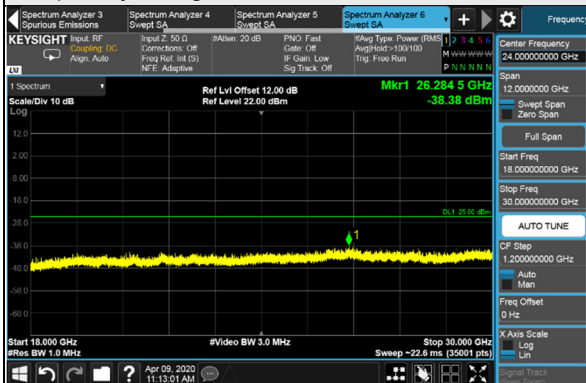 Spectrum Analyzer 3
Spurious Emissions
Spectrum Analyzer 4
Swept SA
Spectrum Analyzer 5
Swept SA
Spectrum Analyzer 6
Swept SA
Frequency
KEYSIGHT
Input: RF
Coupling: DC
Align: Auto
Input Z: 50 Ω
Corrections: Off
Freq Ref: Int (S)
NFE: Adaptive
#Atten: 20 dB
PNO: Fast
Gate: Off
IF Gain: Low
Sig Track: Off
#Avg Type: Power (RMS
Avg|Hold:>100/100
Trig: Free Run
1 2 3 4 5 6
M W W W W W
P N N N N N
LXI
1 Spectrum
Scale/Div 10 dB
Log
Ref Lvl Offset 12.00 dB
Ref Level 22.00 dBm
Mkr1 26.284 5 GHz
-38.38 dBm
12.0
2.00
-8.00
-18.0
-28.0
-38.0
-48.0
-58.0
-68.0
DL1 -25.00 dBm
1
Start 18.000 GHz
#Res BW 1.0 MHz
#Video BW 3.0 MHz
Stop 30.000 GHz
Sweep ~22.6 ms (35001 pts)
Center Frequency
24.00000000 GHz
Span
12.0000000 GHz
Swept Span
Zero Span
Full Span
Start Freq
18.00000000 GHz
Stop Freq
30.00000000 GHz
AUTO TUNE
CF Step
1.20000000 GHz
Auto
Man
Freq Offset
0 Hz
X Axis Scale
Log
Lin
Signal Track
Apr 09, 2020
11:13:01 AM